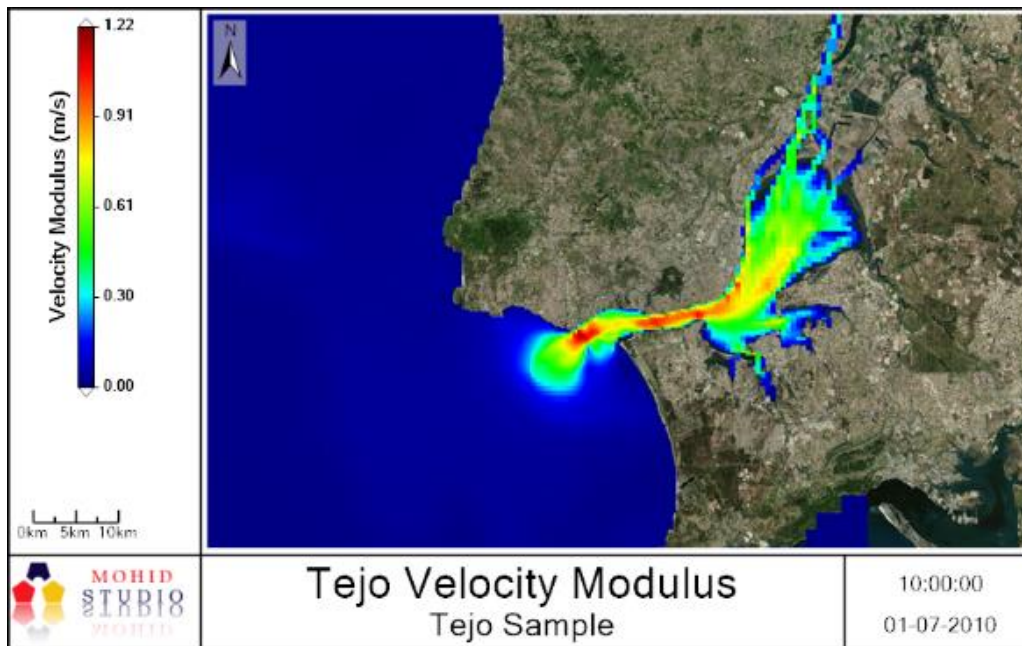 1.22
0.91
0.61
0.30
0.00
Velocity Modulus (m/s)
N
0km 5km 10km
MOHID
STUDIO
Tejo Velocity Modulus
Tejo Sample
10:00:00
01-07-2010